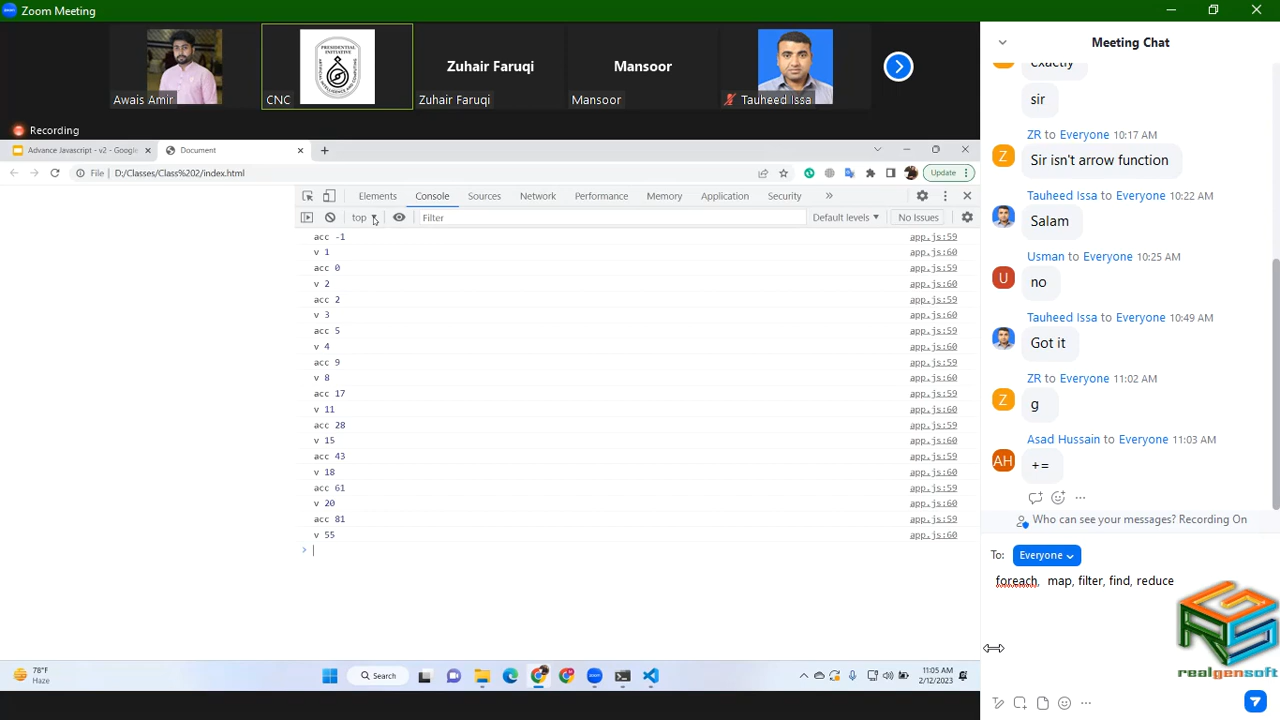 Zoom Meeting
Awais Amir
PRESIDENTIAL INITIATIVE
CNC
Zuhair Faruqi
Zuhair Faruqi
Mansoor
Mansoor
Tauheed Issa
Recording
Advance Javascript - v2 - Google
Document
File D:/Classes/Class%202/index.html
Update
Elements Console Sources Network Performance Memory Application Security
top Filter Default levels No Issues
acc -1 app.js:59
v 1 app.js:60
acc 0 app.js:59
v 2 app.js:60
acc 2 app.js:59
v 3 app.js:60
acc 5 app.js:59
v 4 app.js:60
acc 9 app.js:59
v 8 app.js:60
acc 17 app.js:59
v 11 app.js:60
acc 28 app.js:59
v 15 app.js:60
acc 43 app.js:59
v 18 app.js:60
acc 61 app.js:59
v 20 app.js:60
acc 81 app.js:59
v 55 app.js:60
78°F
Haze
Search
11:05 AM
2/12/2023
Meeting Chat
Exactly
sir
ZR to Everyone 10:17 AM
Z
Sir isn't arrow function
Tauheed Issa to Everyone 10:22 AM
Salam
Usman to Everyone 10:25 AM
U
no
Tauheed Issa to Everyone 10:49 AM
Got it
ZR to Everyone 11:02 AM
Z
g
Asad Hussain to Everyone 11:03 AM
AH
+=
Who can see your messages? Recording On
To: Everyone
foreach, map, filter, find, reduce
realgensoft